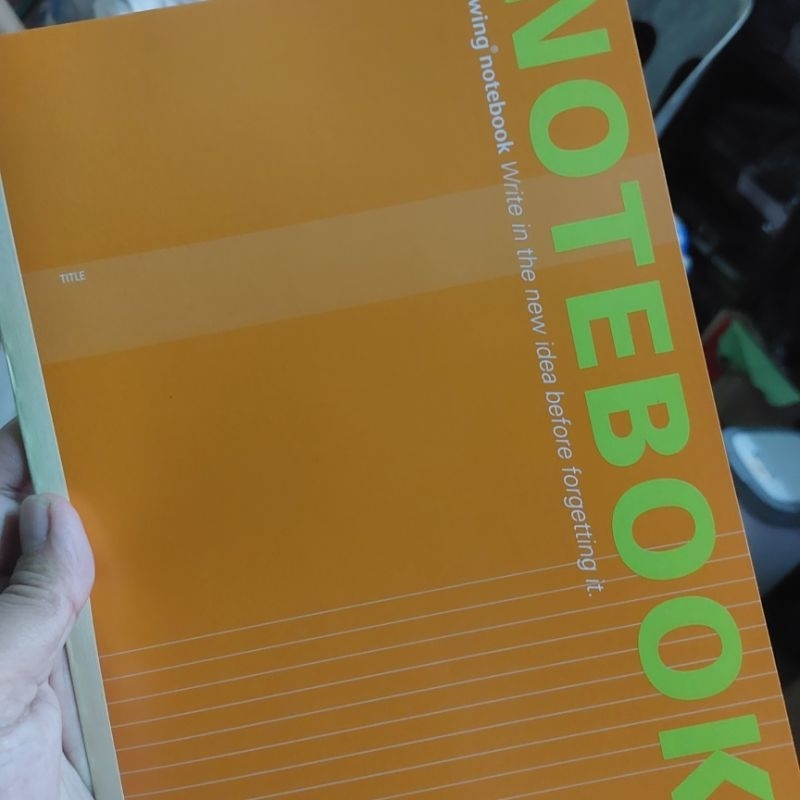 NOTEBOOK
wing® notebook Write in the new idea before forgetting it.
TITLE